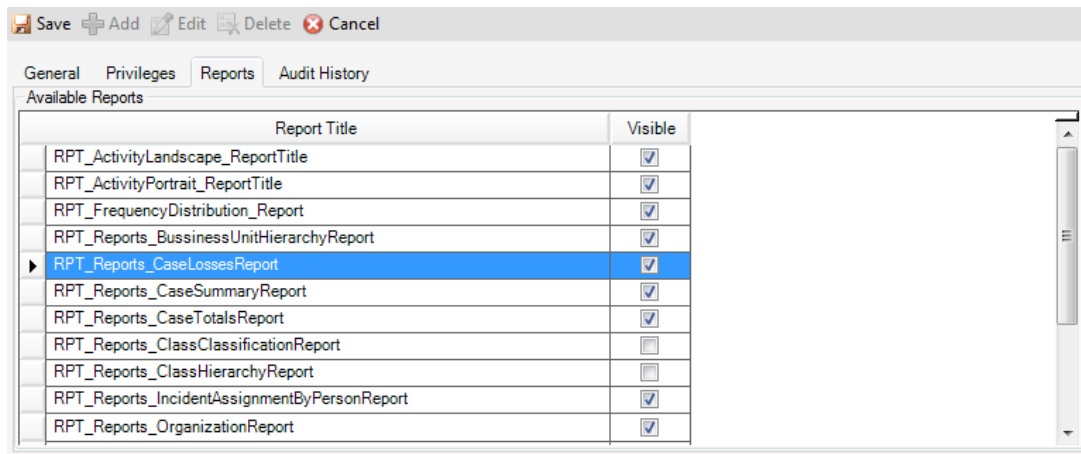 Save Add Edit Delete Cancel
General Privileges Reports Audit History
Available Reports
Report Title Visible
RPT_ActivityLandscape_ReportTitle
RPT_ActivityPortrait_ReportTitle
RPT_FrequencyDistribution_Report
RPT_Reports_BussinessUnitHierarchyReport
RPT_Reports_CaseLossesReport
RPT_Reports_CaseSummaryReport
RPT_Reports_CaseTotalsReport
RPT_Reports_ClassClassificationReport
RPT_Reports_ClassHierarchyReport
RPT_Reports_IncidentAssignmentByPersonReport
RPT_Reports_OrganizationReport